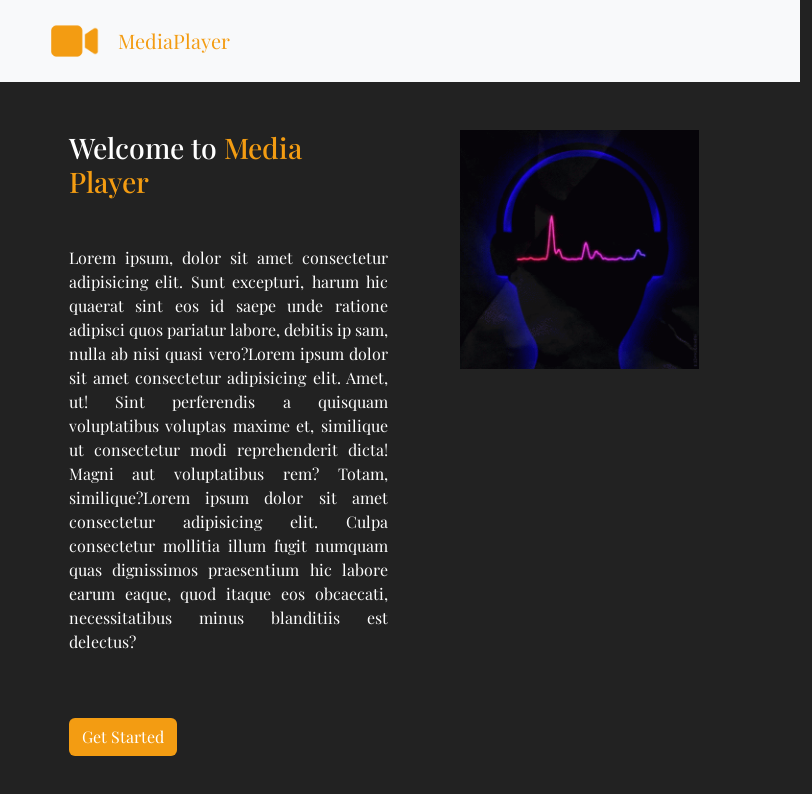 MediaPlayer
Welcome to Media
Player
Lorem ipsum, dolor sit amet consectetur
adipisicing elit. Sunt excepturi, harum hic
quaerat sint eos id saepe unde ratione
adipisci quos pariatur labore, debitis ip sam,
nulla ab nisi quasi vero?Lorem ipsum dolor
sit amet consectetur adipisicing elit. Amet,
ut! Sint perferendis a quisquam
voluptatibus voluptas maxime et, similique
ut consectetur modi reprehenderit dicta!
Magni aut voluptatibus rem? Totam,
similique?Lorem ipsum dolor sit amet
consectetur adipisicing elit. Culpa
consectetur mollitia illum fugit numquam
quas dignissimos praesentium hic labore
earum eaque, quod itaque eos obcaecati,
necessitatibus minus blanditiis est
delectus?
Get Started